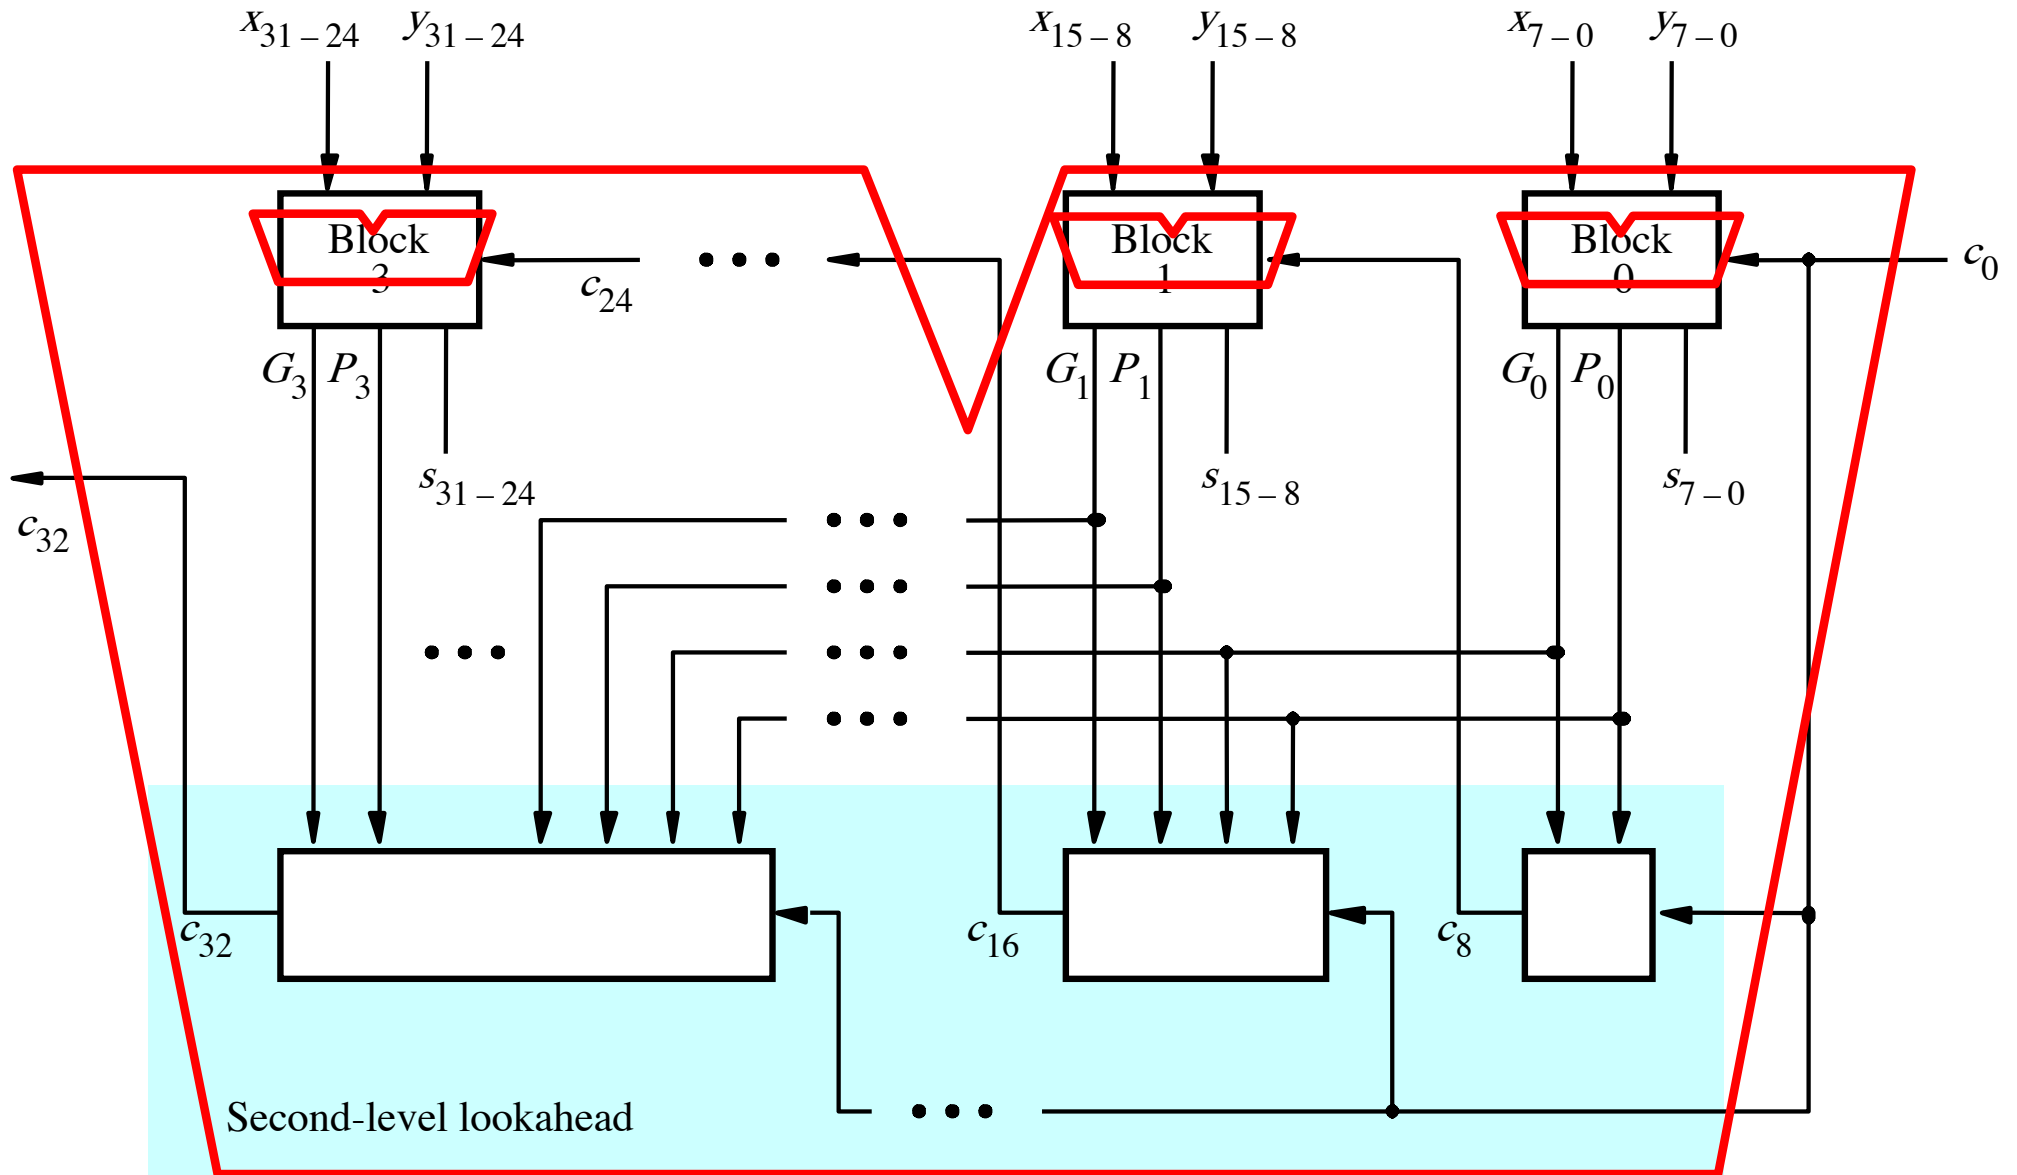 x31–24 y31–24 x15–8 y15–8 x7–0 y7–0
Block
3
Block
1
Block
0
c24
c0
G3 P3
G1 P1
G0 P0
s31–24
s15–8
s7–0
c32
c32
c16
c8
Second-level lookahead